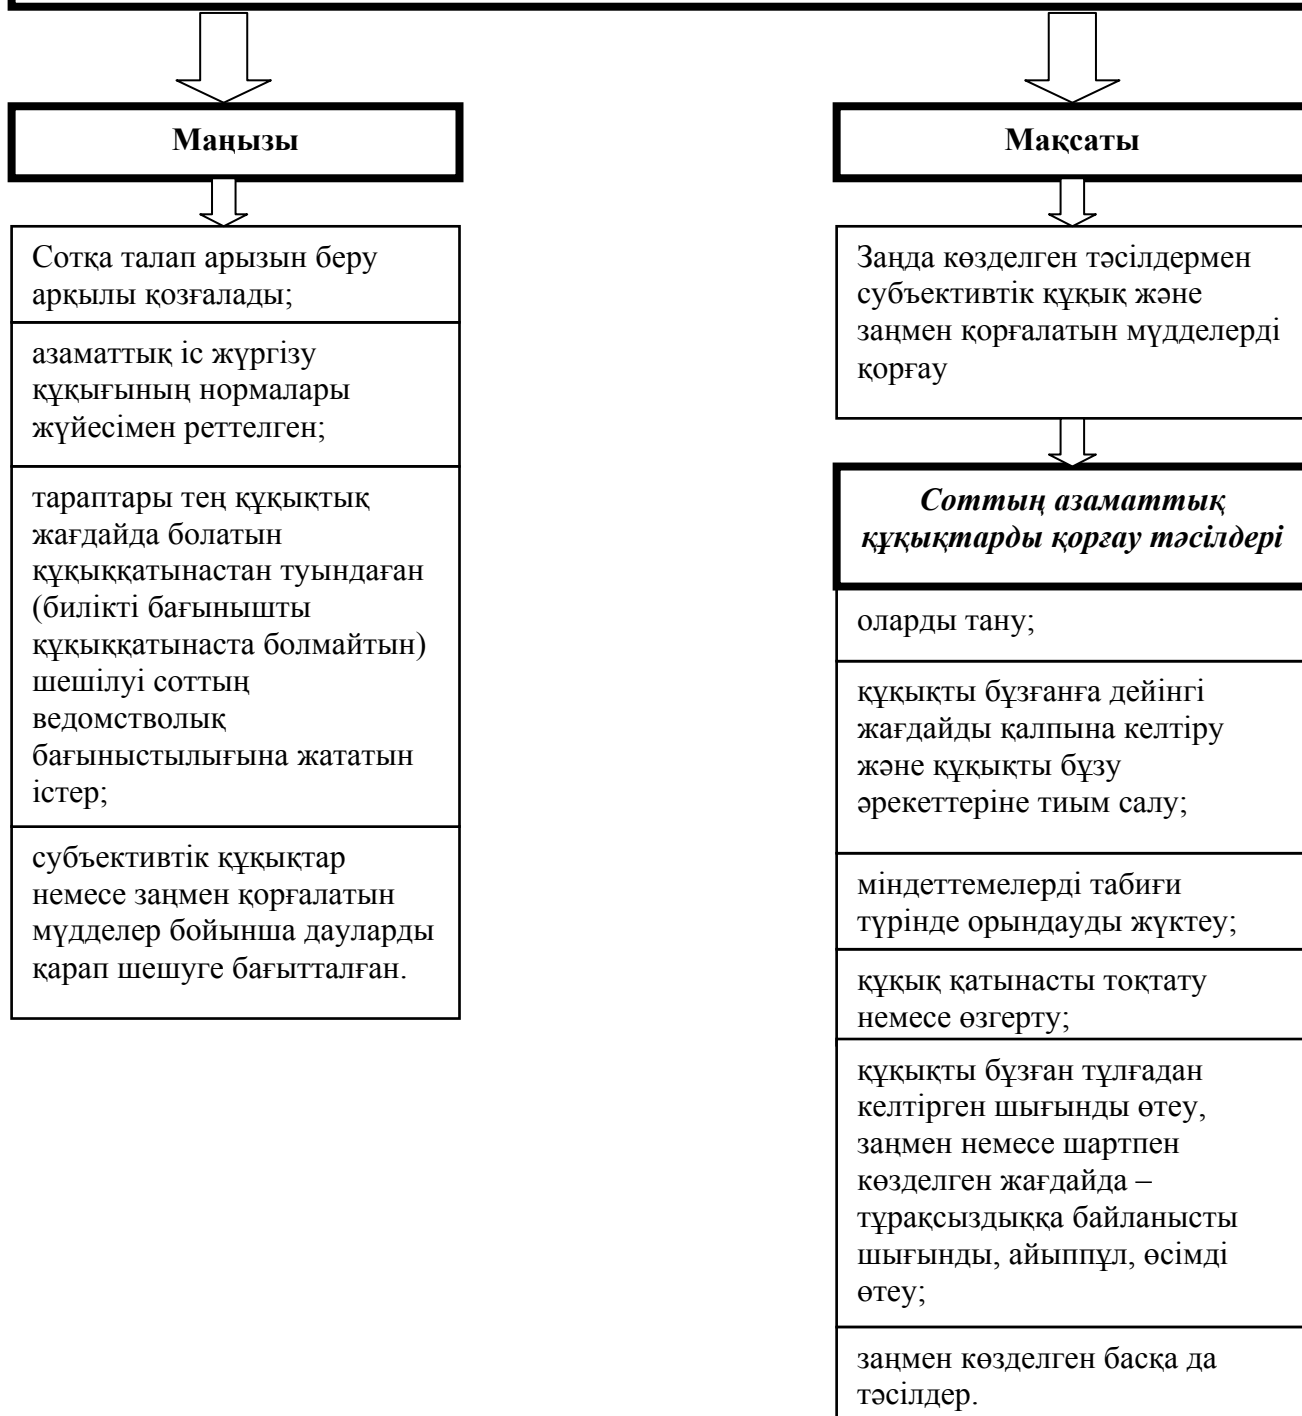 Маңызы
Сотқа талап арызын беру
арқылы қозғалады;
азаматтық іс жүргізу
құқығының нормалары
жүйесімен реттелген;
тараптары тең құқықтық
жағдайда болатын
құқыққатынастан туындаған
(билікті бағынышты
құқыққатынаста болмайтын)
шешілуі соттың
ведомстволық
бағыныстылығына жататын
істер;
субъективтік құқықтар
немесе заңмен қорғалатын
мүдделер бойынша дауларды
қарап шешуге бағытталған.
Мақсаты
Заңда көзделген тәсілдермен
субъективтік құқық және
заңмен қорғалатын мүдделерді
қорғау
Соттың азаматтық
құқықтарды қорғау тәсілдері
оларды тану;
құқықты бұзғанға дейінгі
жағдайды қалпына келтіру
және құқықты бұзу
әрекеттеріне тиым салу;
міндеттемелерді табиғи
түрінде орындауды жүктеу;
құқық қатынасты тоқтату
немесе өзгерту;
құқықты бұзған тұлғадан
келтірген шығынды өтеу,
заңмен немесе шартпен
көзделген жағдайда –
тұрақсыздыққа байланысты
шығынды, айыппұл, өсімді
өтеу;
заңмен көзделген басқа да
тәсілдер.